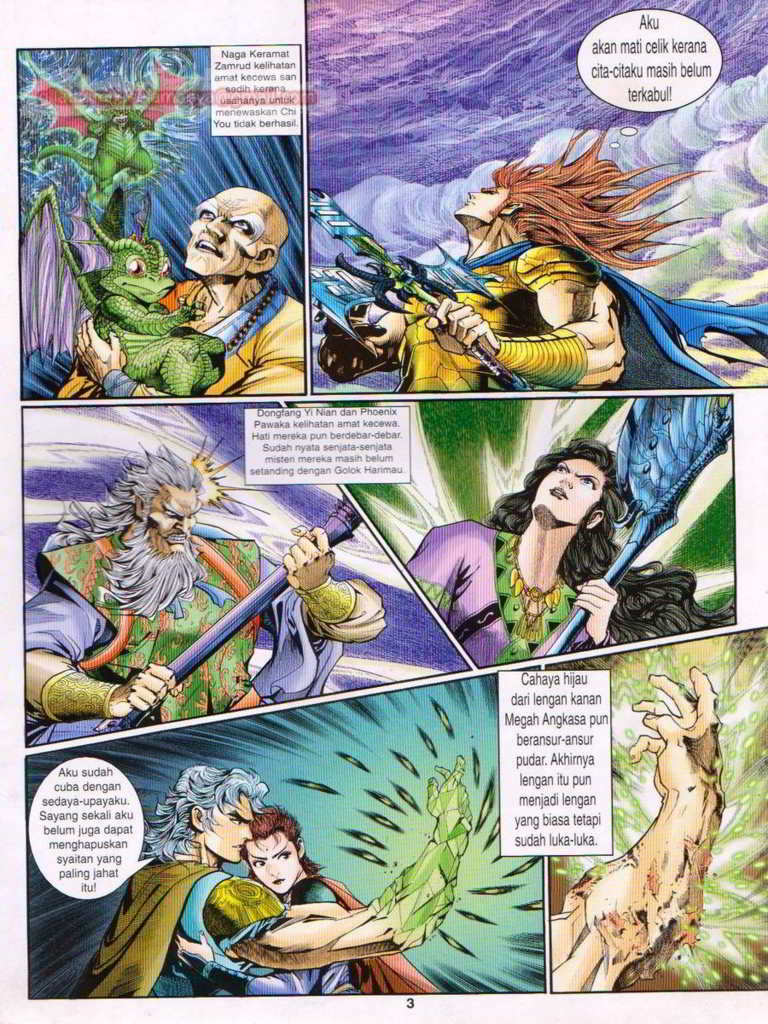 Naga Keramat
Zamrud kelihatan
amat kecewa san
sedih kerana
usahanya untuk
menewaskan Chi
You tidak berhasil.
Aku
akan mati celik kerana
cita-citaku masih belum
terkabul!
Dongfang Yi Nian dan Phoenix
Pawaka kelihatan amat kecewa.
Hati mereka pun berdebar-debar.
Sudah nyata senjata-senjata
misteri mereka masih belum
setanding dengan Golok Harimau.
Aku sudah
cuba dengan
sedaya-upayaku.
Sayang seribu aku
belum juga dapat
menghapuskan
syaitan yang
paling jahat
itu!
Cahaya hijau
dari lengan kanan
Megah Angkasa pun
beransur-ansur
pudar. Akhirnya
lengan itu pun
menjadi lengan
yang biasa tetapi
sudah luka-luka.
3